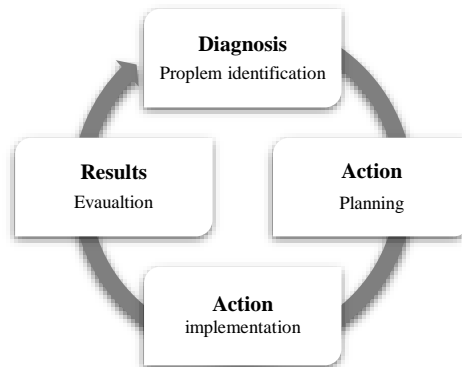 Diagnosis
Proplem identification
Action
Planning
Action
implementation
Results
Evaualtion